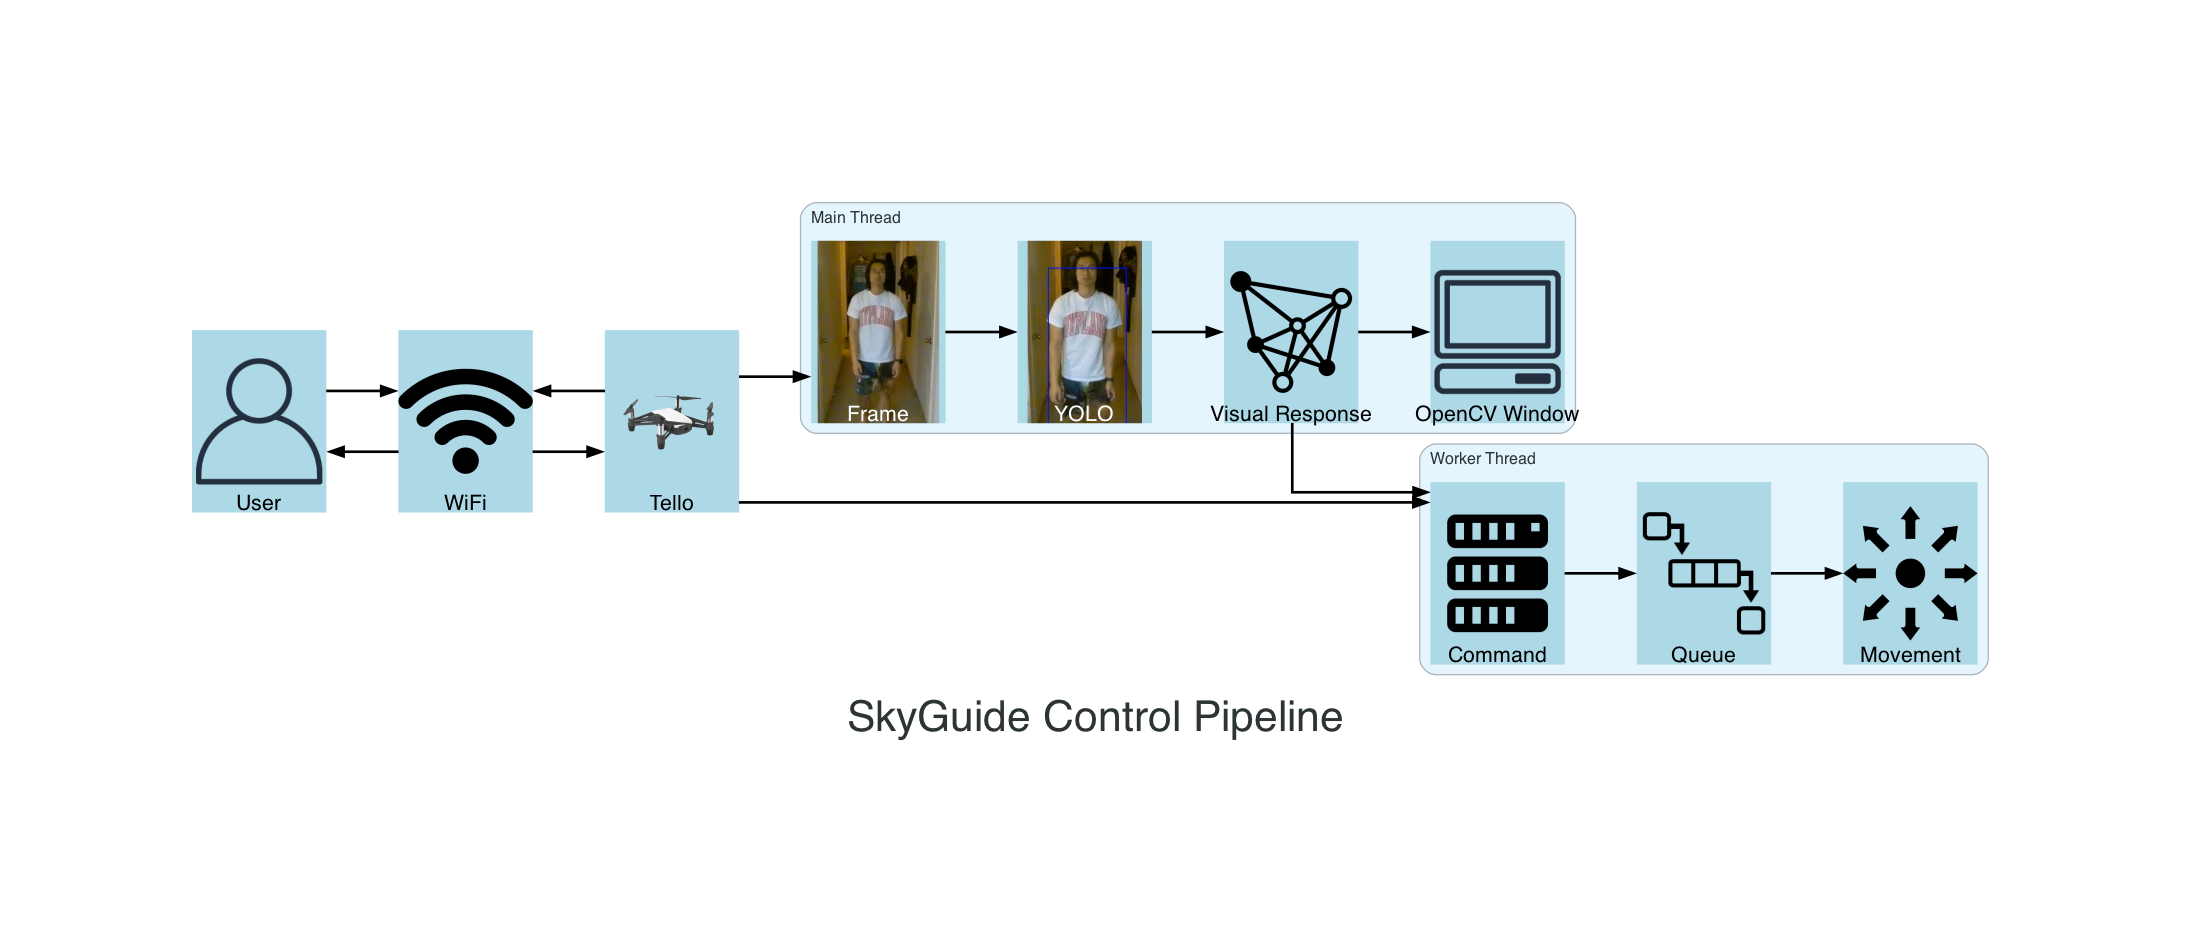 Main Thread
Frame
YOLO
Visual Response
OpenCV Window
User
WiFi
Tello
Worker Thread
Command
Queue
Movement
SkyGuide Control Pipeline